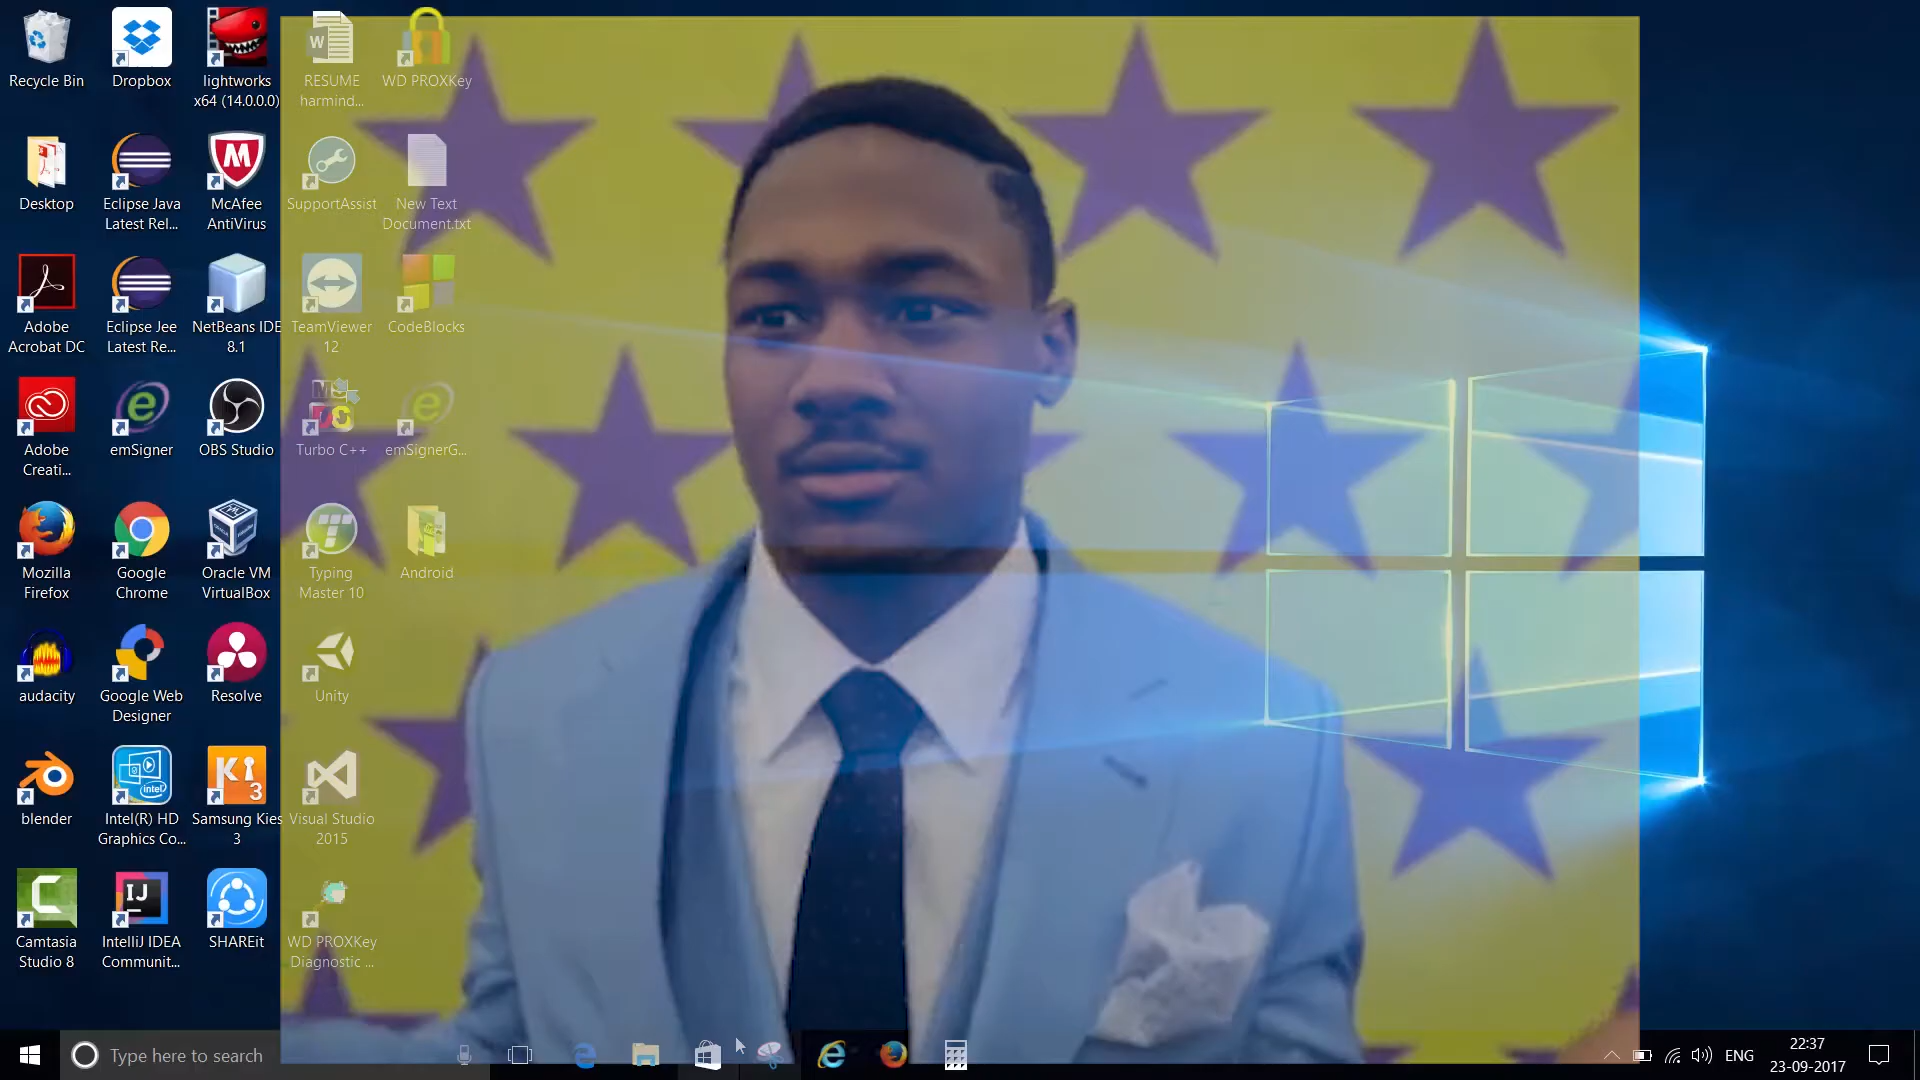 Recycle Bin
Dropbox
lightworks
x64 (14.0.0.0)
W
RESUME
harmind...
WD PROXKey
Desktop
Eclipse Java
Latest Rel...
McAfee
AntiVirus
SupportAssist
New Text
Document.txt
Adobe
Acrobat DC
Eclipse Jee
Latest Re...
NetBeans IDE
8.1
TeamViewer
12
CodeBlocks
Adobe
Creati...
emSigner
OBS Studio
Turbo C++
emSignerG...
Mozilla
Firefox
Google
Chrome
Oracle VM
VirtualBox
Typing
Master 10
Android
audacity
Google Web
Designer
Resolve
Unity
intel
Ki
3
blender
Intel(R) HD
Graphics Co...
Samsung Kies
3
Visual Studio
2015
IJ
Camtasia
Studio 8
IntelliJ IDEA
Communit...
SHAREit
WD PROXKey
Diagnostic ...
Type here to search
ENG
22:37
23-09-2017